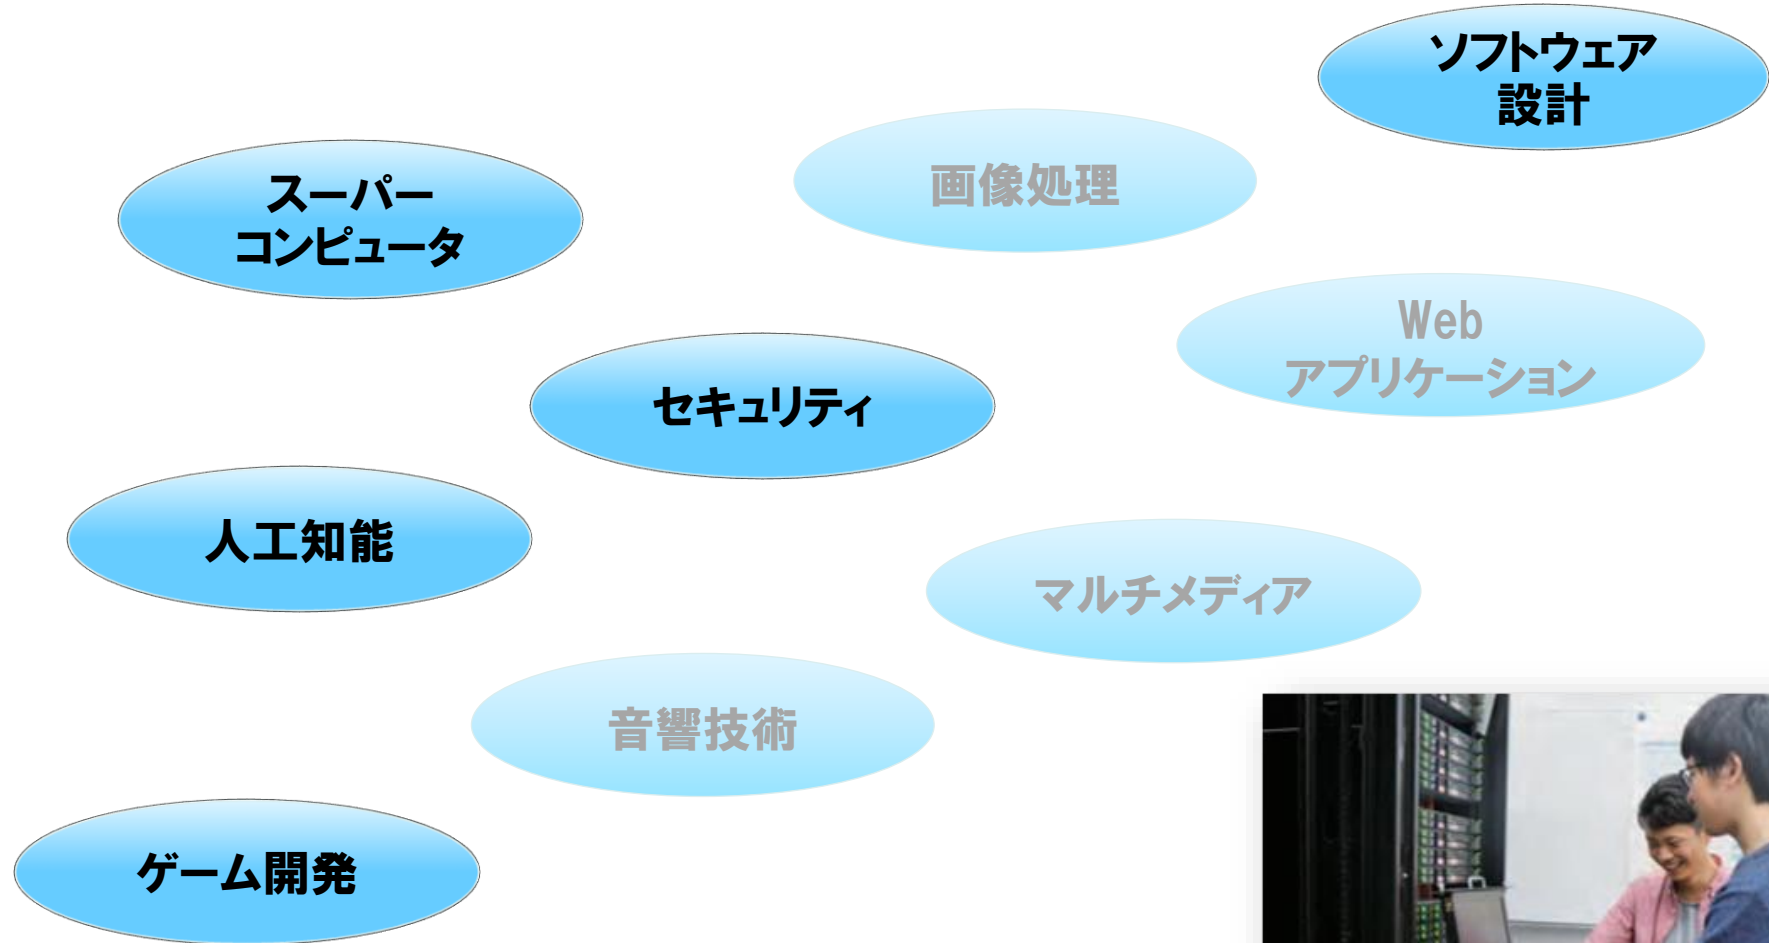 ソフトウェア
設計
画像処理
スーパー
コンピュータ
Web
アプリケーション
セキュリティ
人工知能
マルチメディア
音響技術
ゲーム開発